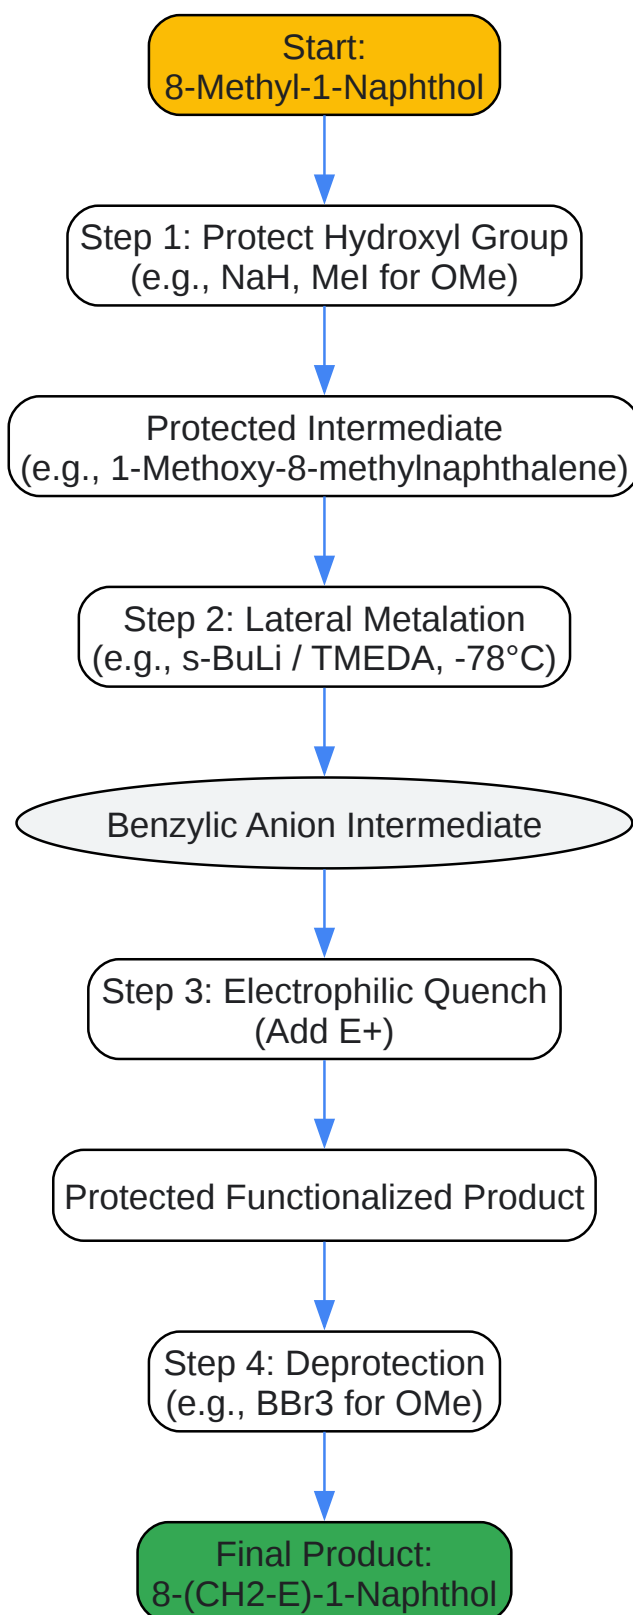 Start:
8-Methyl-1-Naphthol
Step 1: Protect Hydroxyl Group
(e.g., NaH, MeI for OMe)
Protected Intermediate
(e.g., 1-Methoxy-8-methylnaphthalene)
Step 2: Lateral Metalation
(e.g., s-BuLi / TMEDA, -78°C)
Benzylic Anion Intermediate
Step 3: Electrophilic Quench
(Add E+)
Protected Functionalized Product
Step 4: Deprotection
(e.g., BBr3 for OMe)
Final Product:
8-(CH2-E)-1-Naphthol